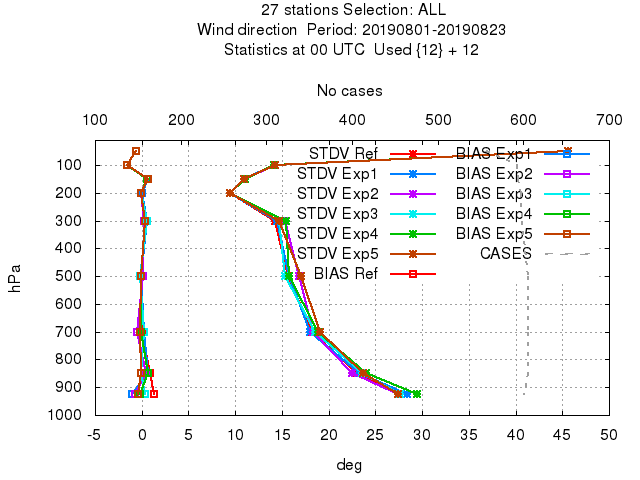 27 stations Selection: ALL
Wind direction  Period: 20190801-20190823
Statistics at 00 UTC  Used {12} + 12
No cases
100 200 300 400 500 600 700
STDV Ref
STDV Exp1
STDV Exp2
STDV Exp3
STDV Exp4
STDV Exp5
BIAS Ref
BIAS Exp1
BIAS Exp2
BIAS Exp3
BIAS Exp4
BIAS Exp5
CASES
hPa
100
200
300
400
500
600
700
800
900
1000
-5 0 5 10 15 20 25 30 35 40 45 50
deg